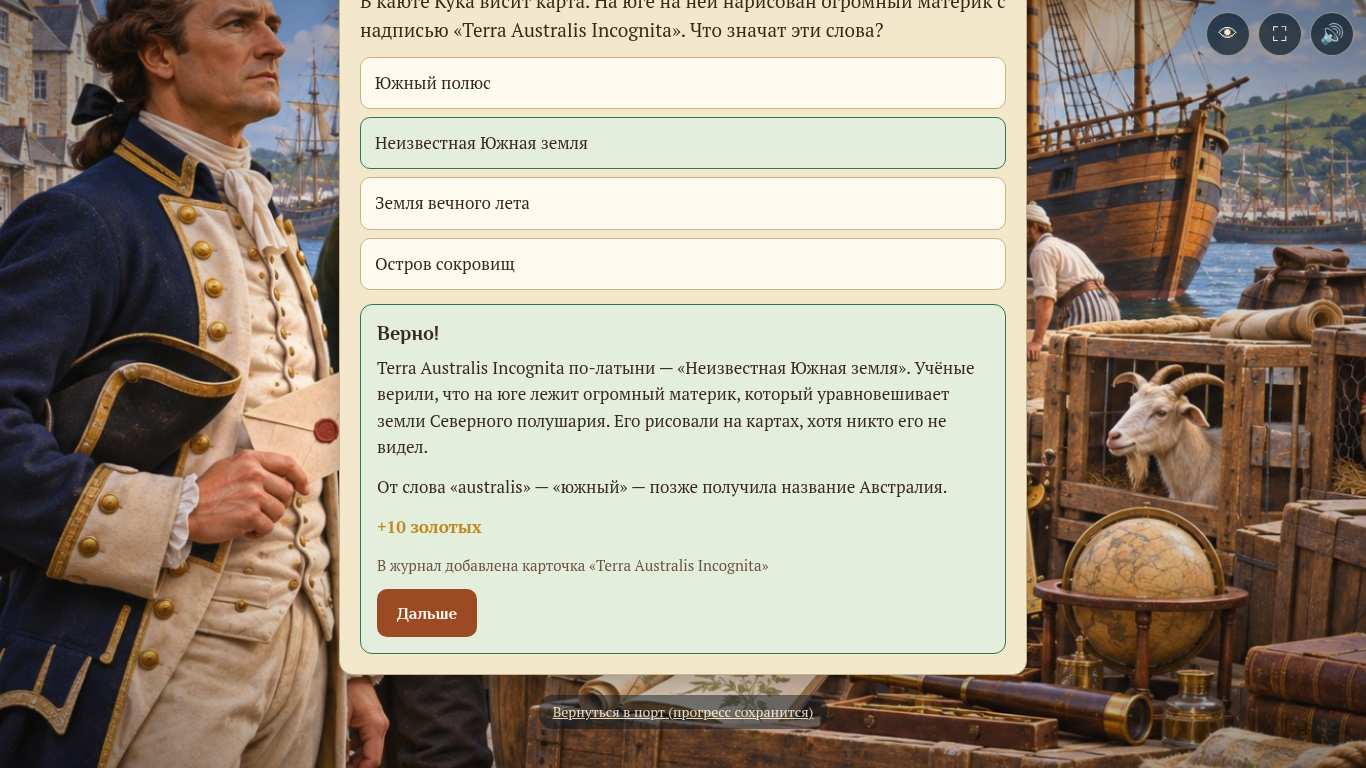 В каюте Кука висит карта. На юге на ней нарисован огромный материк с
надписью «Terra Australis Incognita». Что значат эти слова?
Южный полюс
Неизвестная Южная земля
Земля вечного лета
Остров сокровищ
Верно!
Terra Australis Incognita по-латыни — «Неизвестная Южная земля». Учёные
верили, что на юге лежит огромный материк, который уравновешивает
земли Северного полушария. Его рисовали на картах, хотя никто его не
видел.
От слова «australis» — «южный» — позже получила название Австралия.
+10 золотых
В журнал добавлена карточка «Terra Australis Incognita»
Дальше
Вернуться в порт (прогресс сохранится)